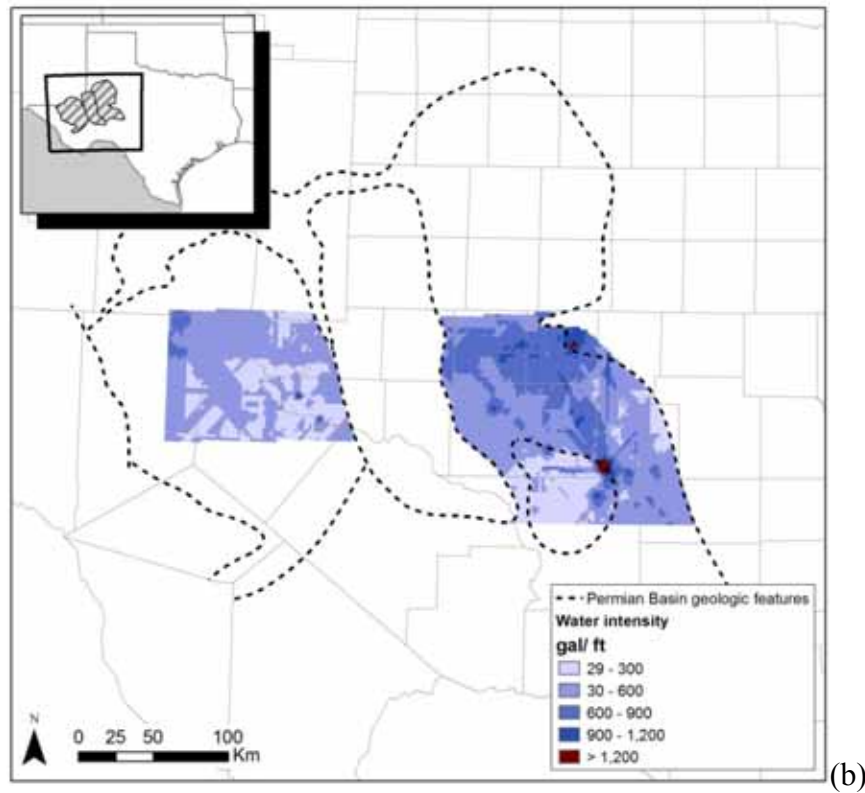 - - - Permian Basin geologic features
Water intensity
gal/ ft
29 - 300
30 - 600
600 - 900
900 - 1,200
> 1,200
N
0 25 50 100
Km
(b)